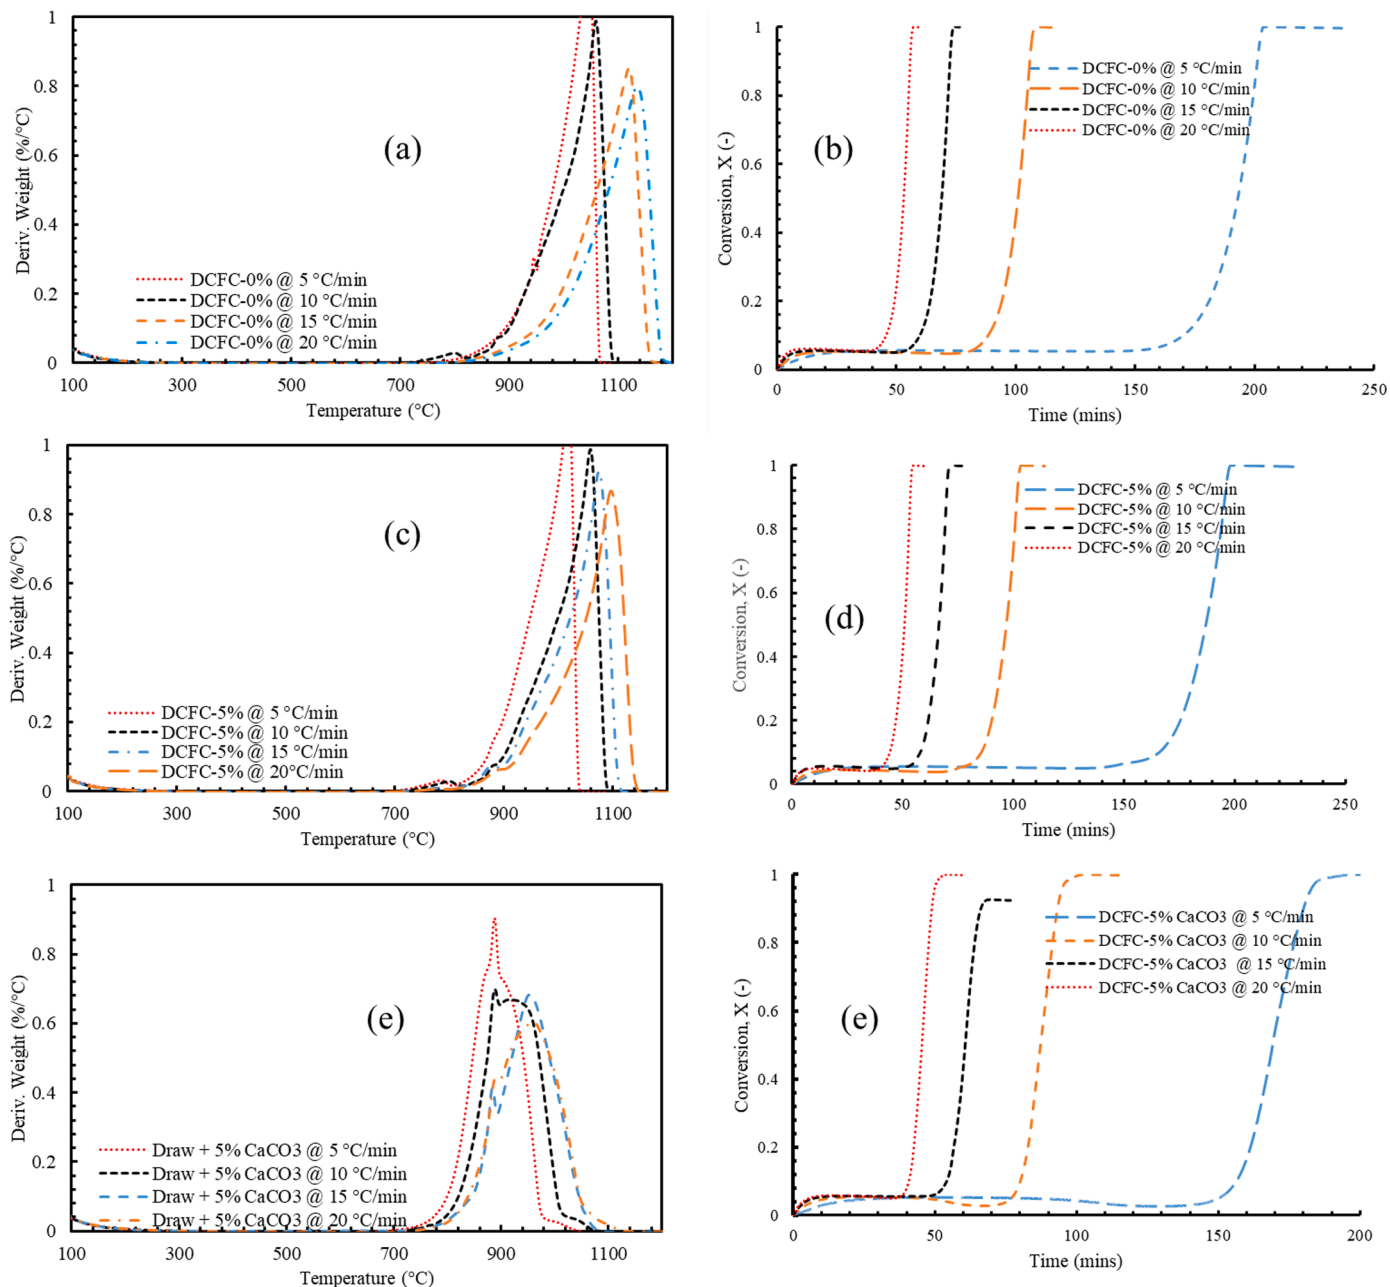 1
0.8
0.6
0.4
0.2
0
Deriv. Weight (%/°C)
(a)
DCFC-0% @ 5 °C/min
DCFC-0% @ 10 °C/min
DCFC-0% @ 15 °C/min
DCFC-0% @ 20 °C/min
100 300 500 700 900 1100
Temperature (°C)
1
0.8
0.6
0.4
0.2
0
Conversion, X (-)
(b)
DCFC-0% @ 5 °C/min
DCFC-0% @ 10 °C/min
DCFC-0% @ 15 °C/min
DCFC-0% @ 20 °C/min
0 50 100 150 200 250
Time (mins)
1
0.8
0.6
0.4
0.2
0
Deriv. Weight (%/°C)
(c)
DCFC-5% @ 5 °C/min
DCFC-5% @ 10 °C/min
DCFC-5% @ 15 °C/min
DCFC-5% @ 20°C/min
100 300 500 700 900 1100
Temperature (°C)
1
0.8
0.6
0.4
0.2
0
Conversion, X (-)
(d)
DCFC-5% @ 5 °C/min
DCFC-5% @ 10 °C/min
DCFC-5% @ 15 °C/min
DCFC-5% @ 20 °C/min
0 50 100 150 200 250
Time (mins)
1
0.8
0.6
0.4
0.2
0
Deriv. Weight (%/°C)
(e)
Draw + 5% CaCO3 @ 5 °C/min
Draw + 5% CaCO3 @ 10 °C/min
Draw + 5% CaCO3 @ 15 °C/min
Draw + 5% CaCO3 @ 20 °C/min
100 300 500 700 900 1100
Temperature (°C)
1
0.8
0.6
0.4
0.2
0
Conversion, X (-)
(e)
DCFC-5% CaCO3 @ 5 °C/min
DCFC-5% CaCO3 @ 10 °C/min
DCFC-5% CaCO3 @ 15 °C/min
DCFC-5% CaCO3 @ 20 °C/min
0 50 100 150 200
Time (mins)